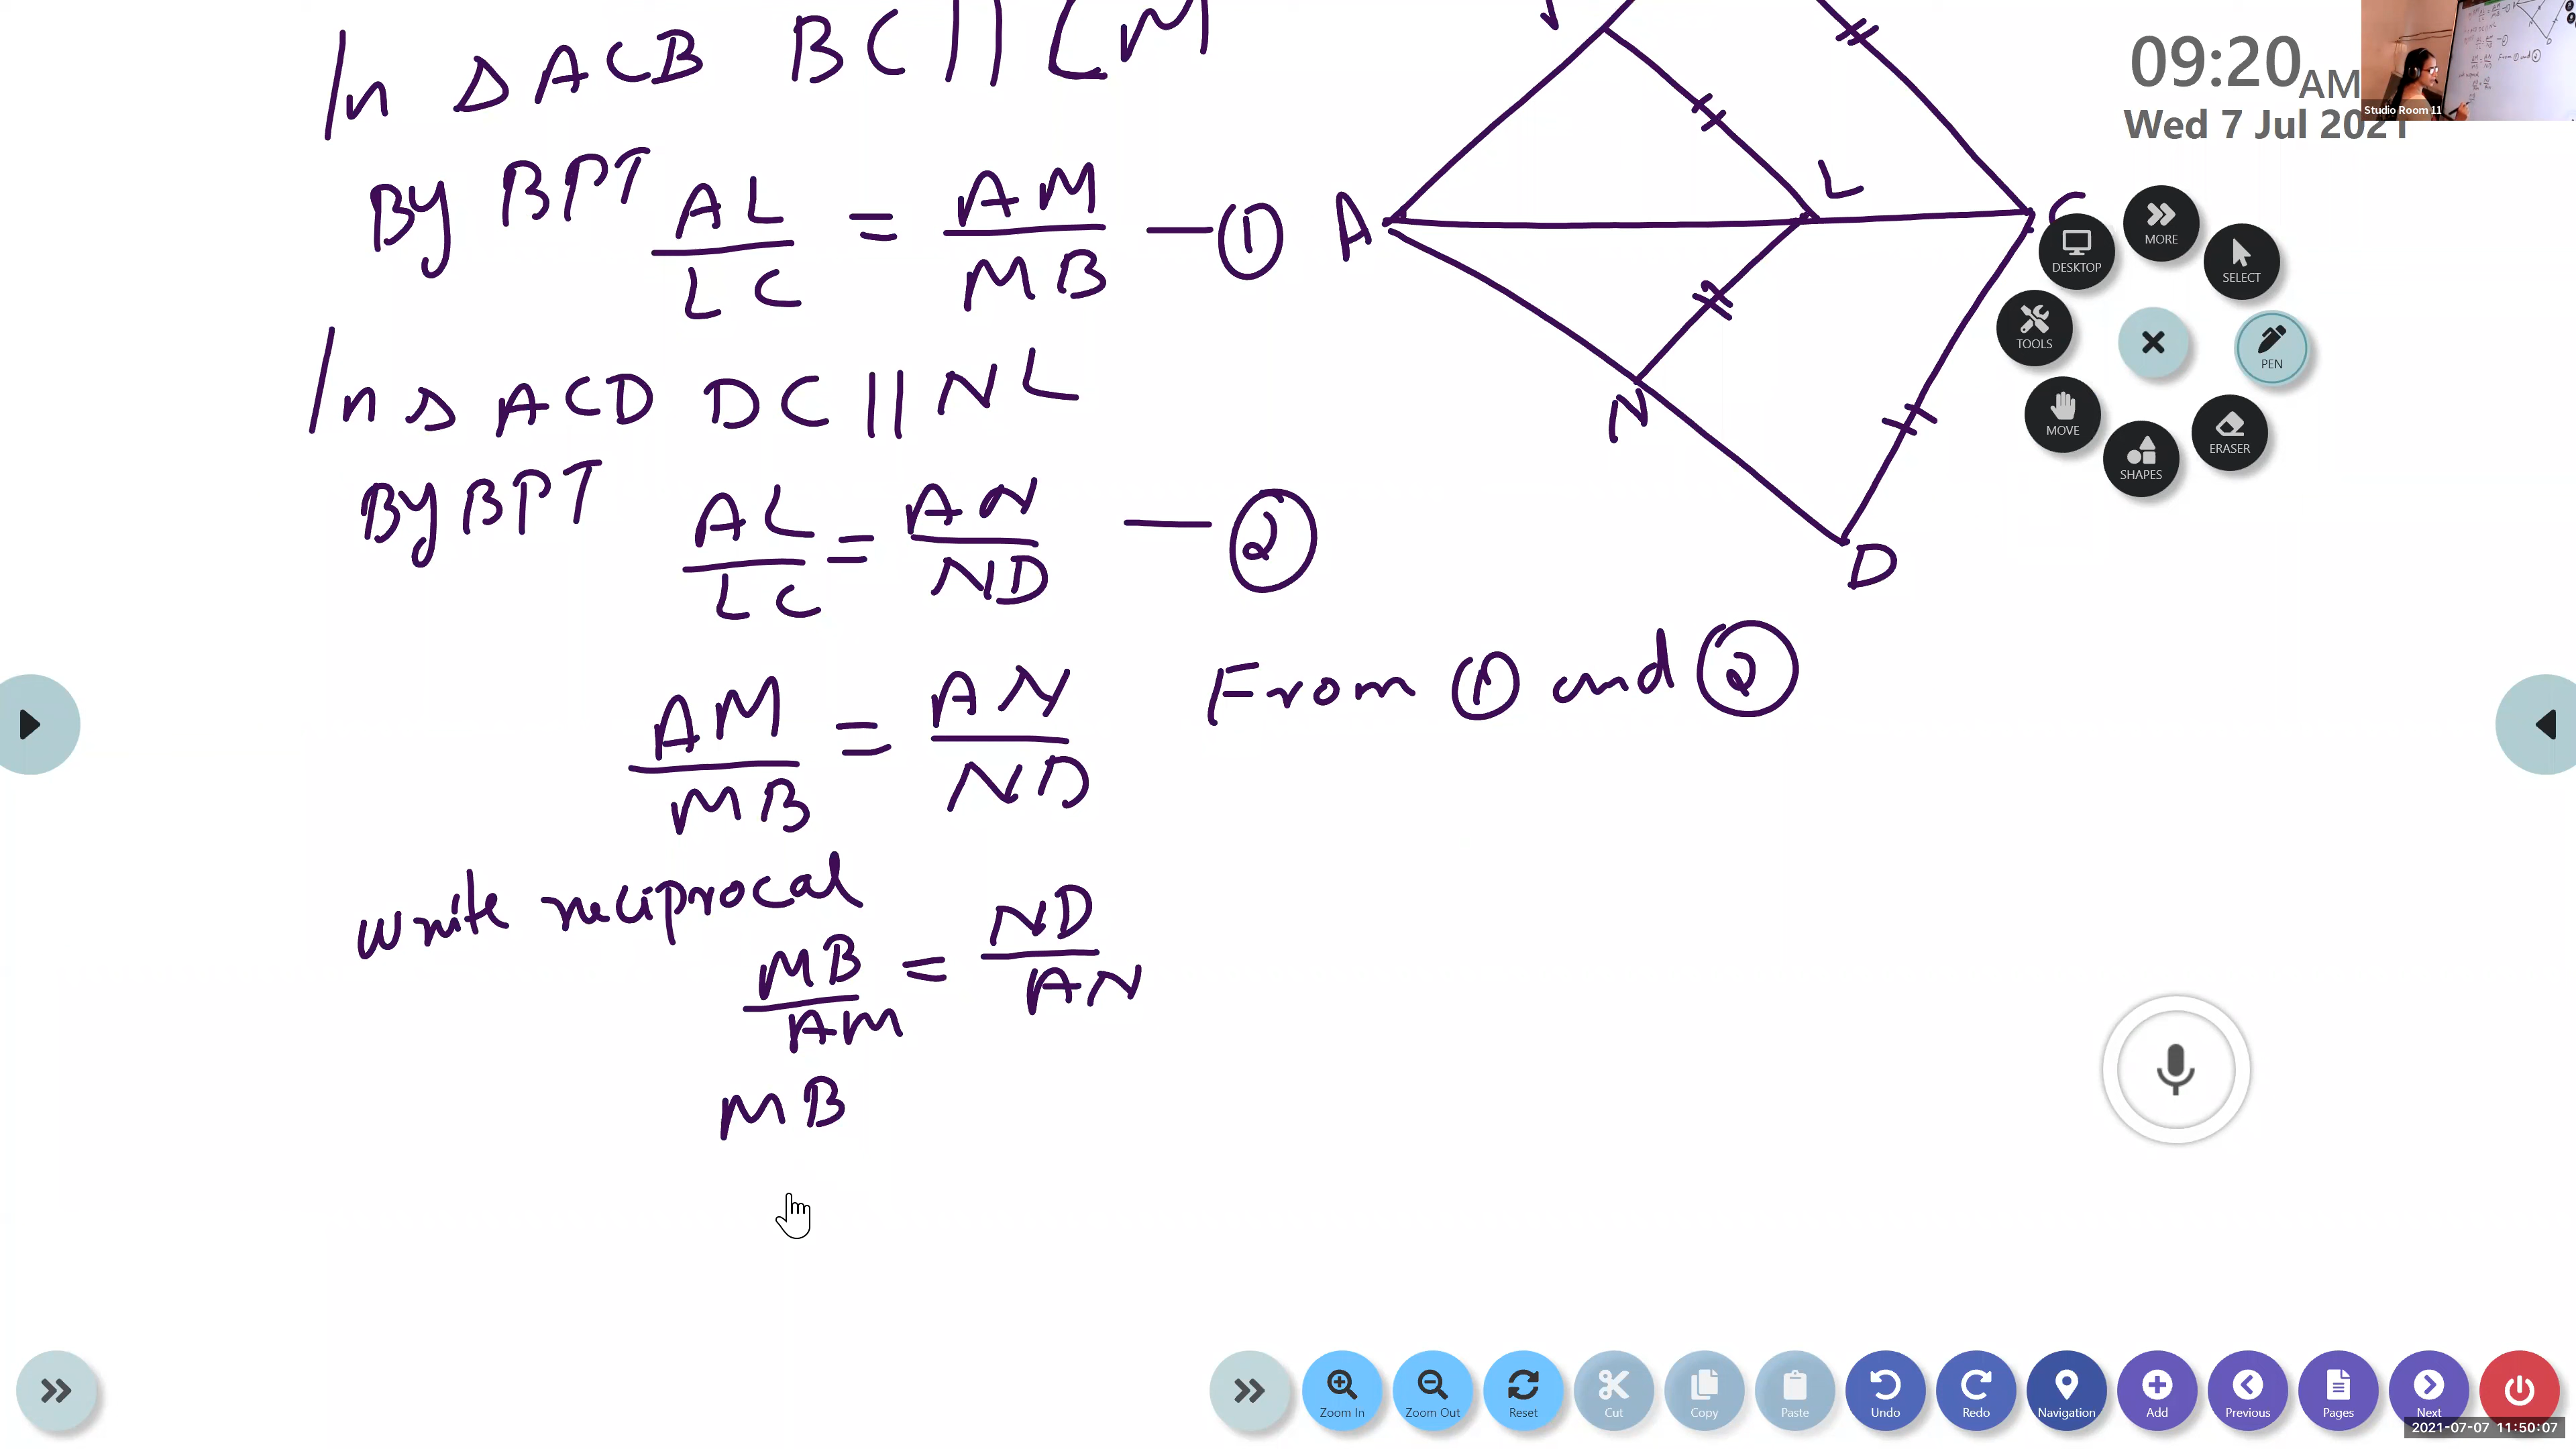 In Δ ACB BC || LM
By BPT AL/LC = AM/MB — ①
In Δ ACD DC || NL
By BPT AL/LC = AN/ND — ②
AM/MB = AN/ND From ① and ②
write reciprocal
MB/AM = ND/AN
MB
A
L
C
N
D
09:20 AM
Wed 7 Jul 2021
Studio Room 11
MORE
DESKTOP
SELECT
TOOLS
PEN
MOVE
ERASER
SHAPES
Zoom In
Zoom Out
Reset
Cut
Copy
Paste
Undo
Redo
Navigation
Add
Previous
Pages
Next
2021-07-07 11:50:07